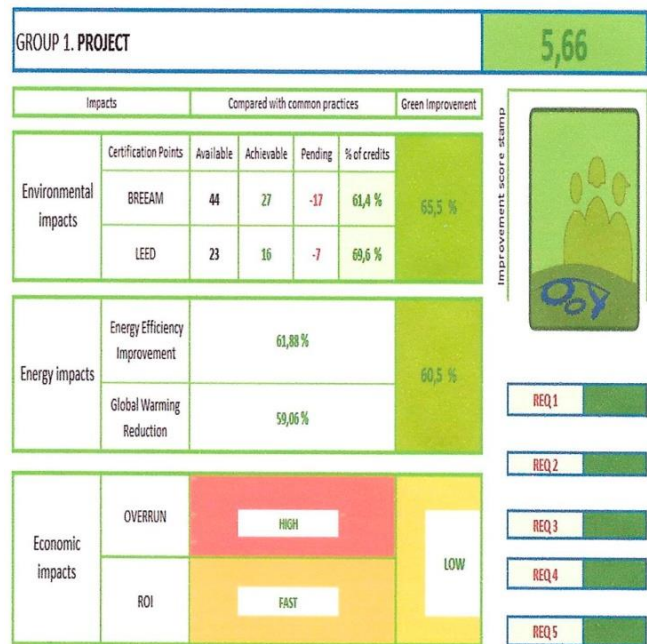 GROUP 1. PROJECT
5,66
Impacts
Compared with common practices
Green Improvement
Improvement score stamp
Environmental
impacts
Certification Points
Available
Achievable
Pending
% of credits
BREEAM
44
27
-17
61,4 %
LEED
23
16
-7
69,6 %
65,5 %
Energy impacts
Energy Efficiency
Improvement
61,88 %
Global Warming
Reduction
59,06 %
60,5 %
Economic
impacts
OVERRUN
HIGH
ROI
FAST
LOW
REQ 1
REQ 2
REQ 3
REQ 4
REQ 5